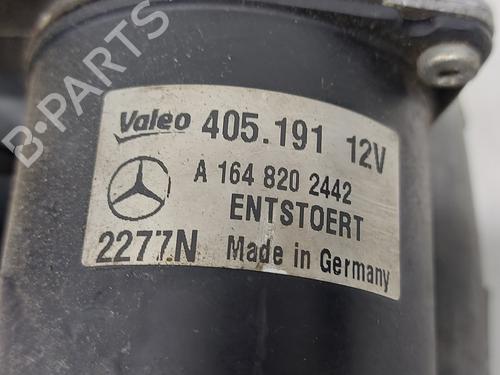 B-PARTS
Valeo 405.191 12V
A 164 820 2442
ENTSTOERT
2277N Made in Germany